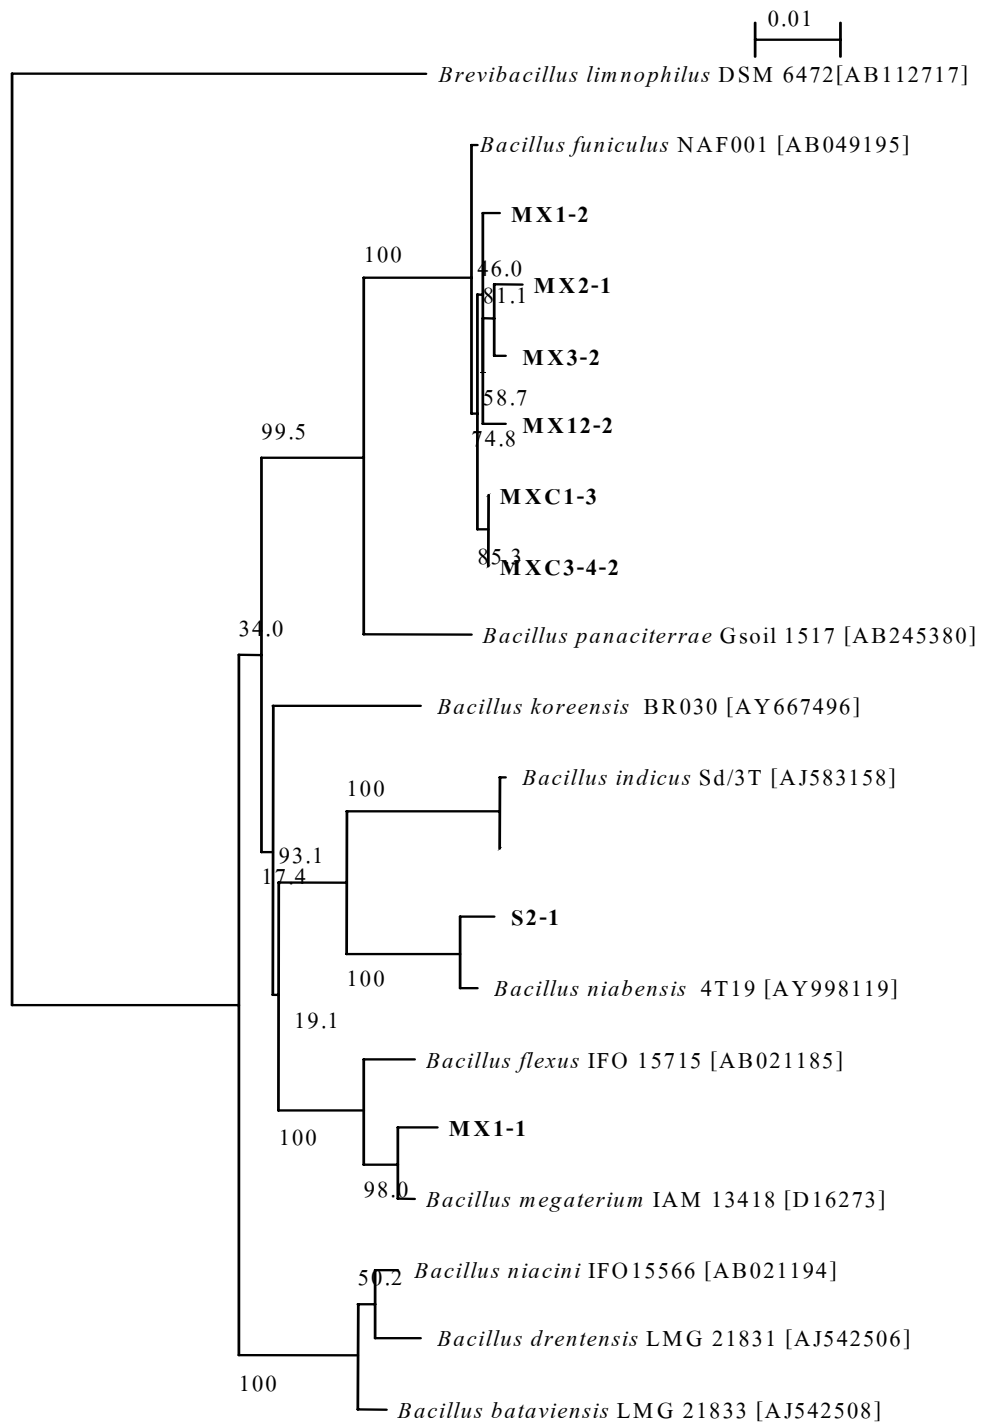 0.01
Brevibacillus limnophilus DSM 6472[AB112717]
Bacillus funiculus NAF001 [AB049195]
MX1-2
100
46.0
MX2-1
81.1
MX3-2
58.7
MX12-2
74.8
99.5
MXC1-3
85.3
MXC3-4-2
34.0
Bacillus panaciterrae Gsoil 1517 [AB245380]
Bacillus koreensis BR030 [AY667496]
Bacillus indicus Sd/3T [AJ583158]
100
93.1
17.4
S2-1
100
Bacillus niabensis 4T19 [AY998119]
19.1
Bacillus flexus IFO 15715 [AB021185]
MX1-1
100
98.0
Bacillus megaterium IAM 13418 [D16273]
Bacillus niacini IFO15566 [AB021194]
50.2
Bacillus drentensis LMG 21831 [AJ542506]
100
Bacillus bataviensis LMG 21833 [AJ542508]